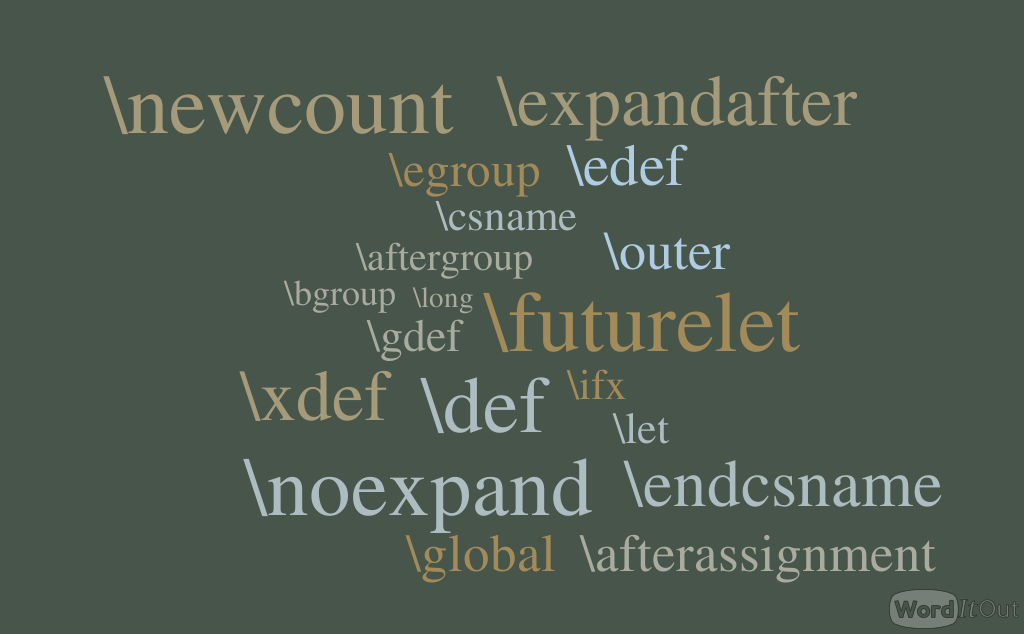 \newcount \expandafter
\egroup \edef
\csname
\aftergroup \outer
\bgroup \long \futurelet
\gdef
\xdef \def \ifx
\let
\noexpand \endcsname
\global \afterassignment
WordItOut